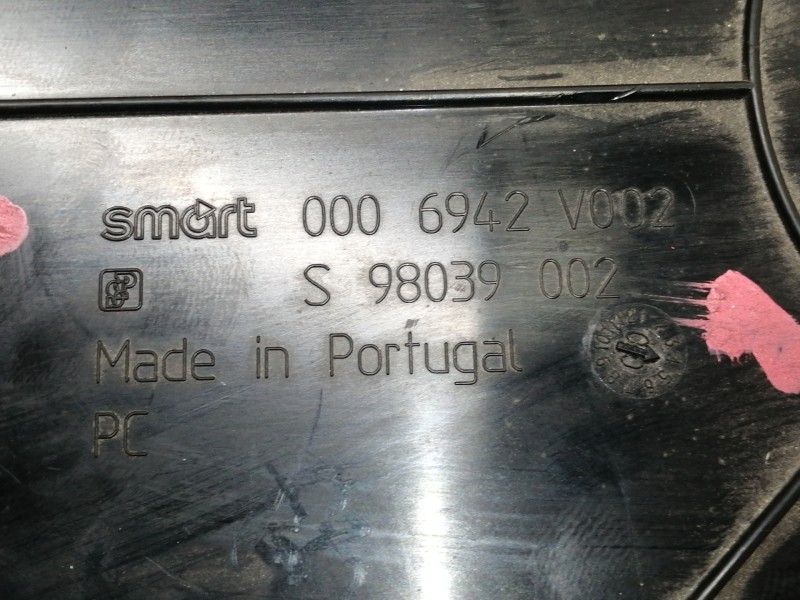 smart 000 6942 V002
S 98039 002
Made in Portugal
PC